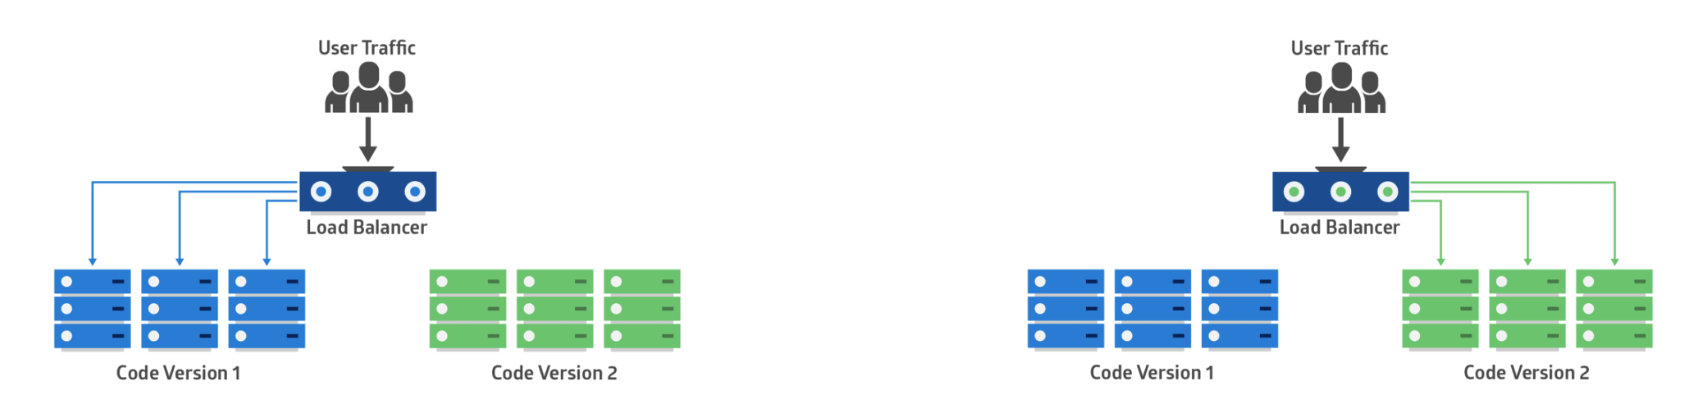 User Traffic
Load Balancer
Code Version 1
Code Version 2
User Traffic
Load Balancer
Code Version 1
Code Version 2